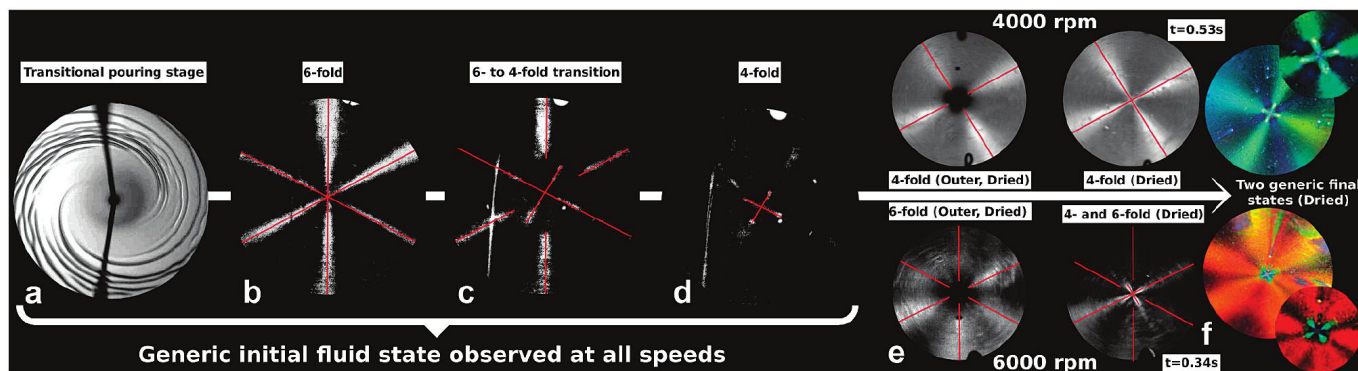 4000 rpm
t=0.53s
Transitional pouring stage
6-fold
6- to 4-fold transition
4-fold
4-fold (Outer, Dried)
4-fold (Dried)
Two generic final
states (Dried)
6-fold (Outer, Dried)
4- and 6-fold (Dried)
a
b
c
d
e
f
Generic initial fluid state observed at all speeds
6000 rpm
t=0.34s